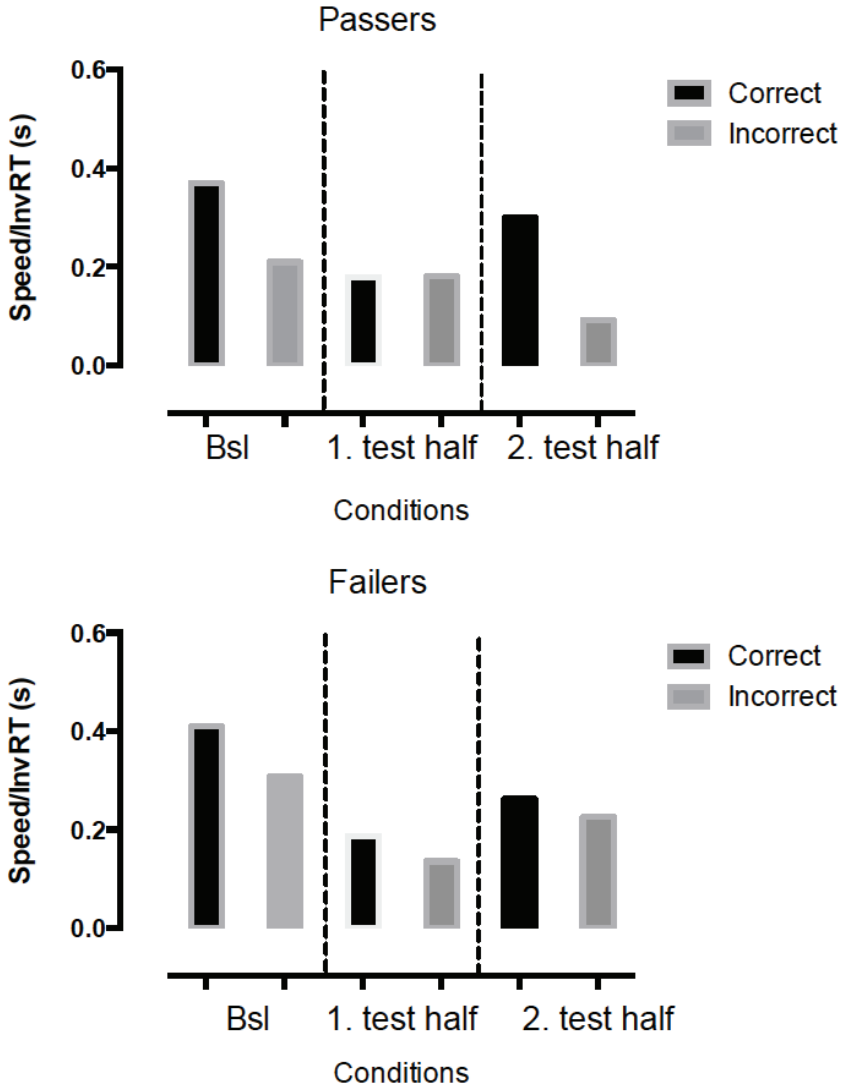 Passers
0.6
0.4
0.2
0.0
Speed/InvRT (s)
Correct
Incorrect
Bsl 1. test half 2. test half
Conditions
Failers
0.6
0.4
0.2
0.0
Speed/InvRT (s)
Correct
Incorrect
Bsl 1. test half 2. test half
Conditions